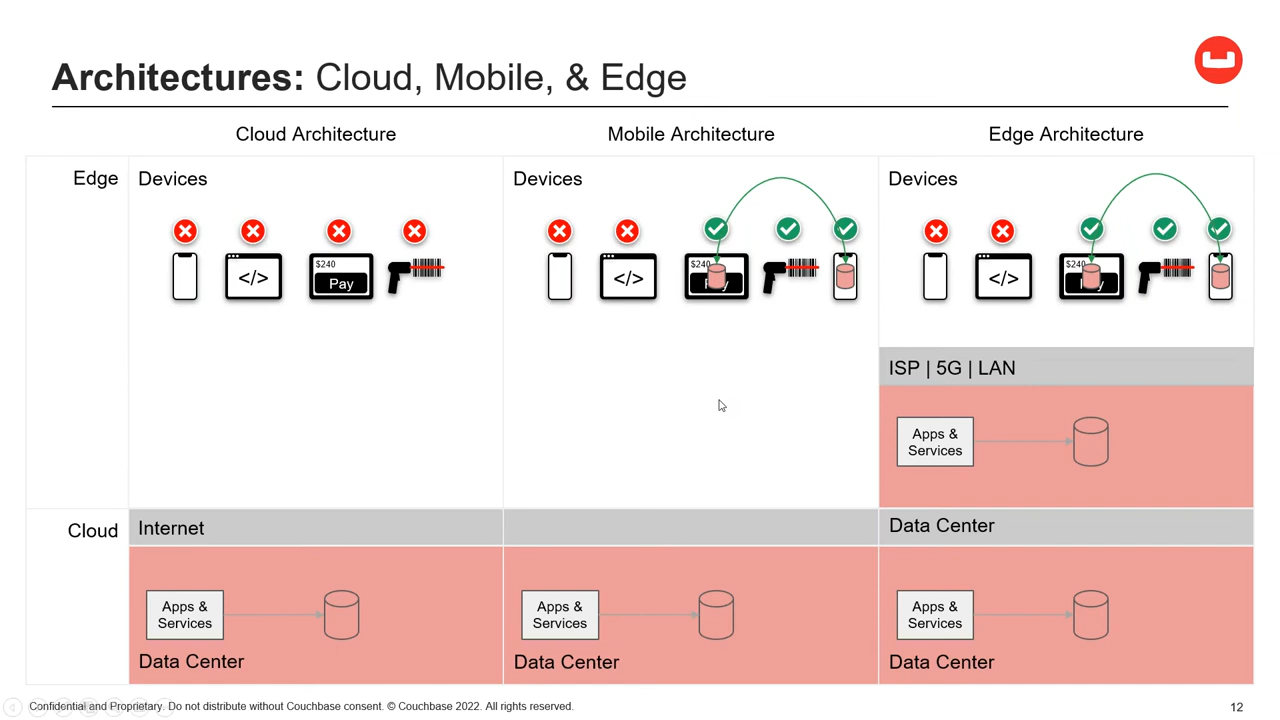 Architectures: Cloud, Mobile, & Edge
Cloud Architecture
Mobile Architecture
Edge Architecture
Edge
Devices
Devices
Devices
</>
$240
Pay
</>
$240
</>
$240
ISP | 5G | LAN
Apps &
Services
Cloud
Internet
Data Center
Apps &
Services
Apps &
Services
Apps &
Services
Data Center
Data Center
Data Center
Confidential and Proprietary. Do not distribute without Couchbase consent. © Couchbase 2022. All rights reserved.
12